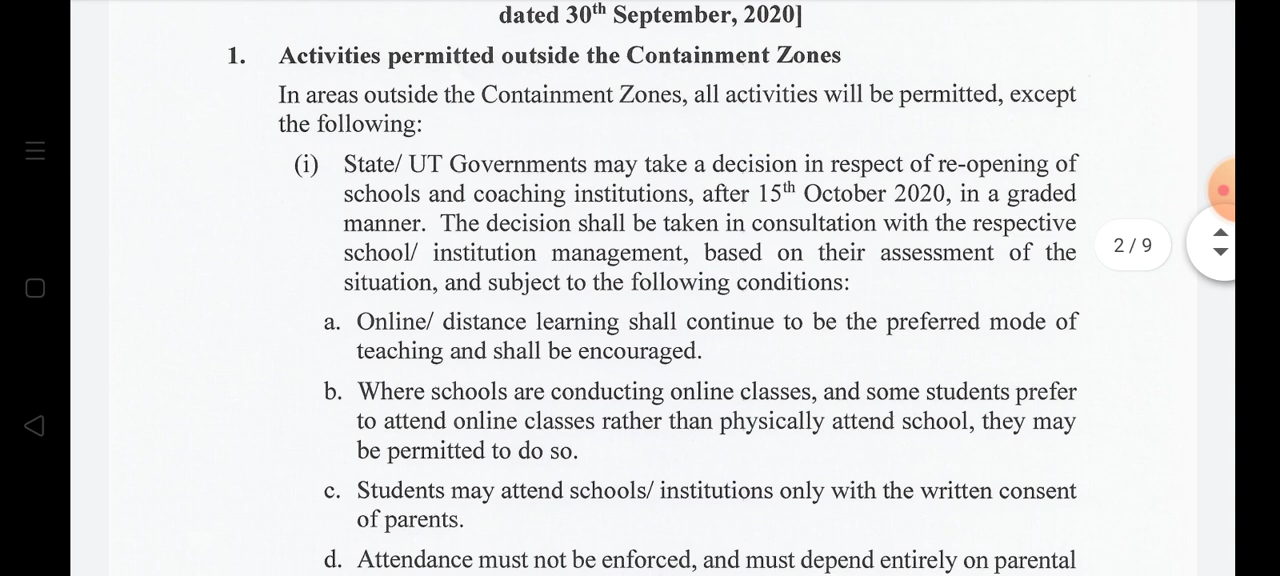 dated 30th September, 2020]
1. Activities permitted outside the Containment Zones
In areas outside the Containment Zones, all activities will be permitted, except
the following:
(i) State/ UT Governments may take a decision in respect of re-opening of
schools and coaching institutions, after 15th October 2020, in a graded
manner. The decision shall be taken in consultation with the respective
school/ institution management, based on their assessment of the
situation, and subject to the following conditions:
2 / 9
a. Online/ distance learning shall continue to be the preferred mode of
teaching and shall be encouraged.
b. Where schools are conducting online classes, and some students prefer
to attend online classes rather than physically attend school, they may
be permitted to do so.
c. Students may attend schools/ institutions only with the written consent
of parents.
d. Attendance must not be enforced, and must depend entirely on parental